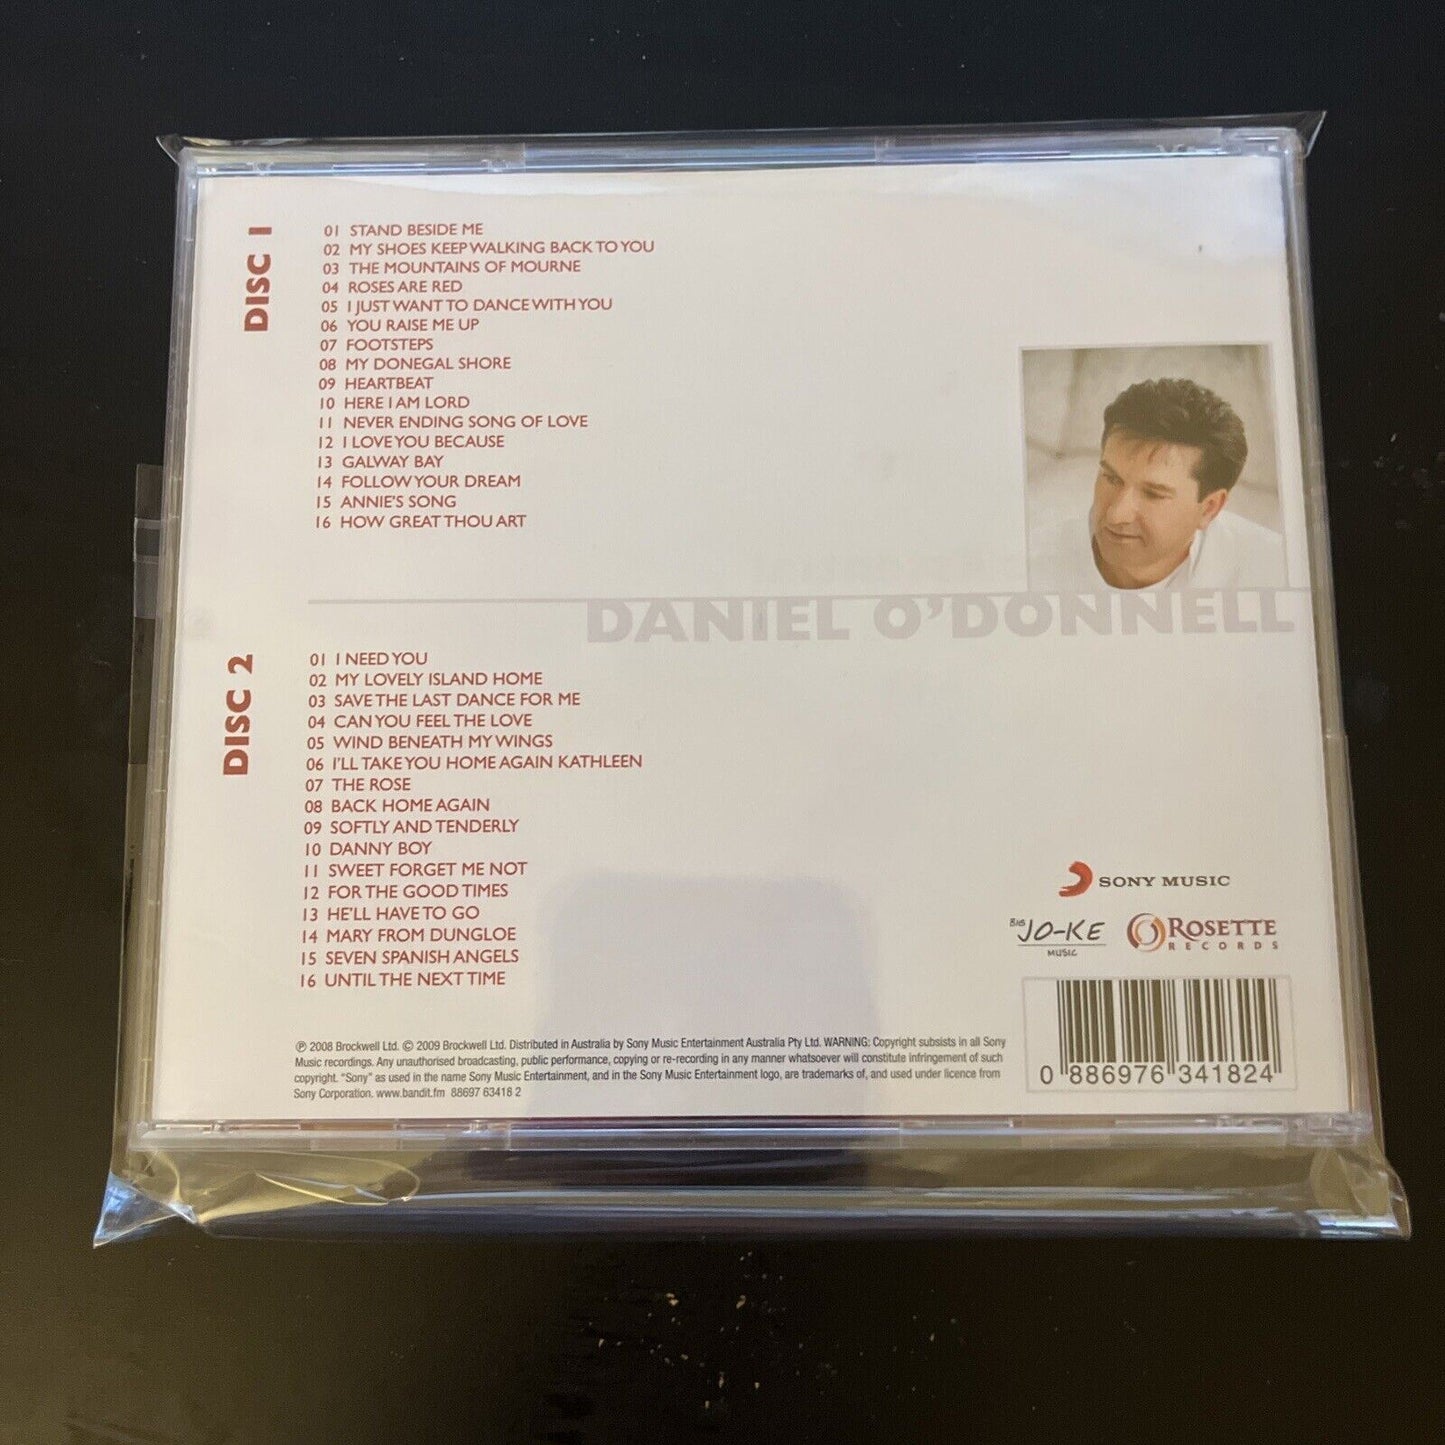 DISC 1
01 STAND BESIDE ME
02 MY SHOES KEEP WALKING BACK TO YOU
03 THE MOUNTAINS OF MOURNE
04 ROSES ARE RED
05 I JUST WANT TO DANCE WITH YOU
06 YOU RAISE ME UP
07 FOOTSTEPS
08 MY DONEGAL SHORE
09 HEARTBEAT
10 HERE I AM LORD
11 NEVER ENDING SONG OF LOVE
12 I LOVE YOU BECAUSE
13 GALWAY BAY
14 FOLLOW YOUR DREAM
15 ANNIE'S SONG
16 HOW GREAT THOU ART
DANIEL O'DONNELL
DISC 2
01 I NEED YOU
02 MY LOVELY ISLAND HOME
03 SAVE THE LAST DANCE FOR ME
04 CAN YOU FEEL THE LOVE
05 WIND BENEATH MY WINGS
06 I'LL TAKE YOU HOME AGAIN KATHLEEN
07 THE ROSE
08 BACK HOME AGAIN
09 SOFTLY AND TENDERLY
10 DANNY BOY
11 SWEET FORGET ME NOT
12 FOR THE GOOD TIMES
13 HE'LL HAVE TO GO
14 MARY FROM DUNGLOE
15 SEVEN SPANISH ANGELS
16 UNTIL THE NEXT TIME
SONY MUSIC
BIG JO-KE
MUSIC
ROSETTE
RECORDS
℗ 2008 Brockwell Ltd. © 2009 Brockwell Ltd. Distributed in Australia by Sony Music Entertainment Australia Pty Ltd. WARNING: Copyright subsists in all Sony
Music recordings. Any unauthorised broadcasting, public performance, copying or re-recording in any manner whatsoever will constitute infringement of such
copyright. "Sony" as used in the name Sony Music Entertainment, and in the Sony Music Entertainment logo, are trademarks of, and used under licence from
Sony Corporation. www.bandit.fm 88697 63418 2
0 886976 341824